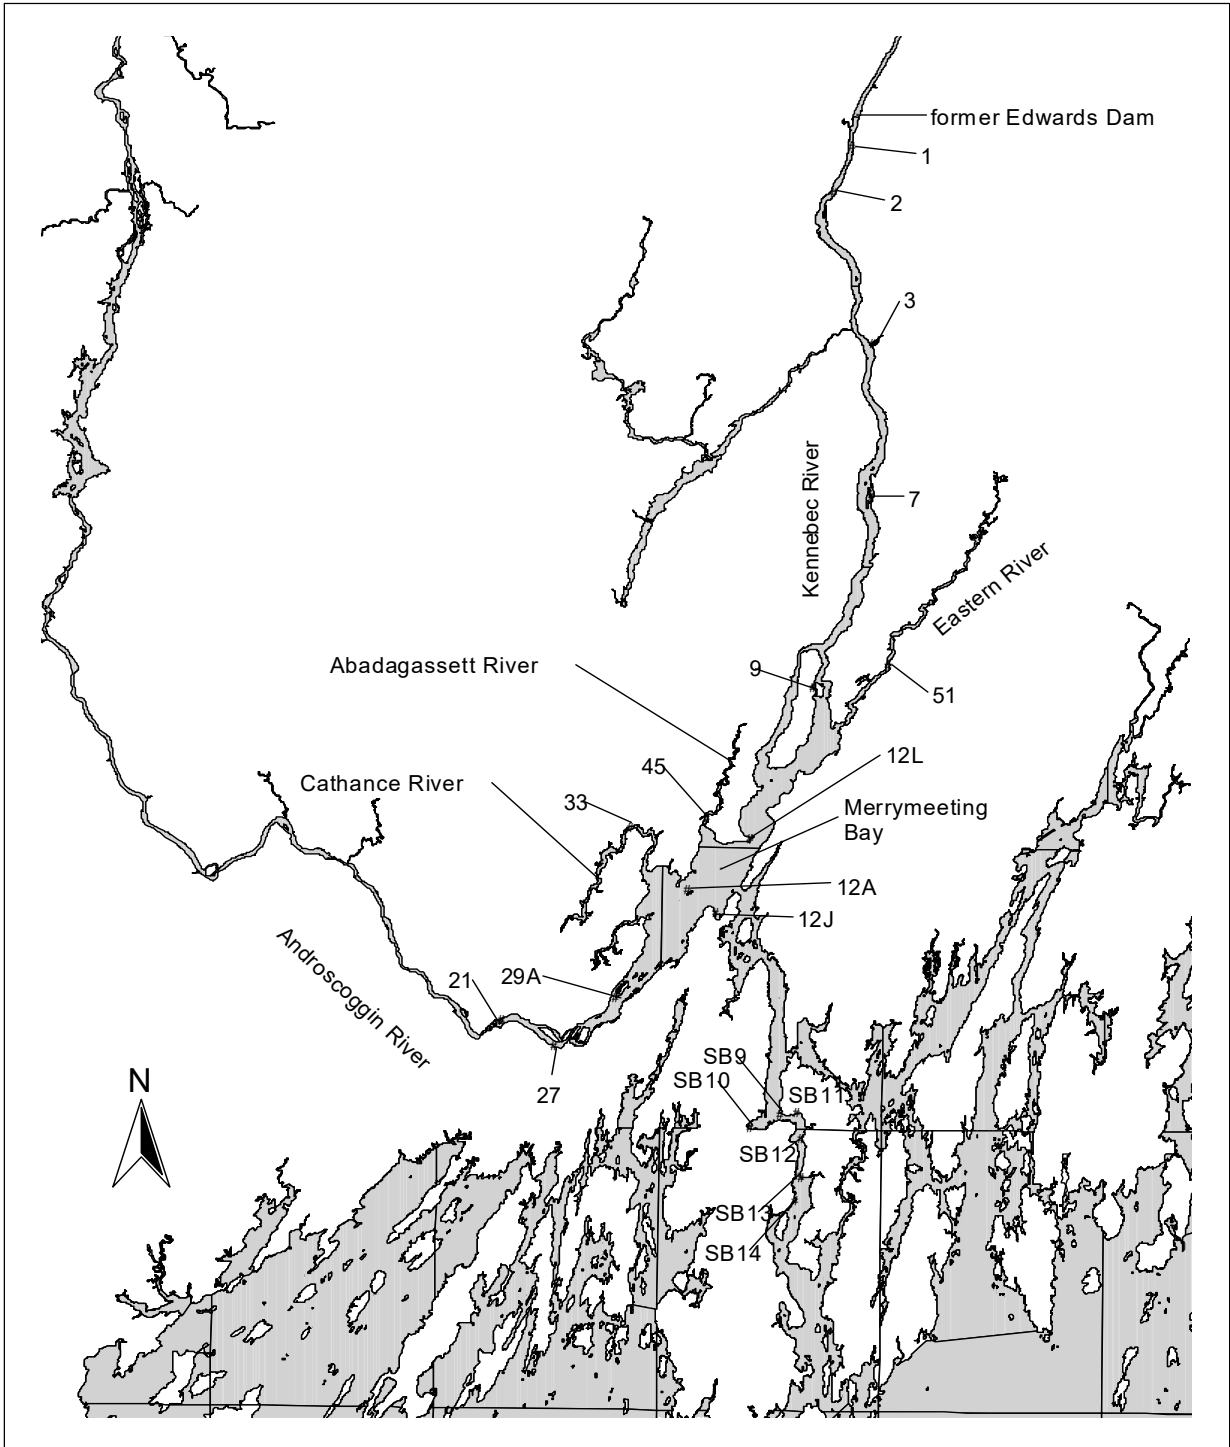 former Edwards Dam
1
2
3
Kennebec River
7
Eastern River
Abadagassett River
9
51
12L
45
Cathance River
33
Merrymeeting
Bay
12A
12J
Androscoggin River
21
29A
27
SB9
SB10
SB11
SB12
SB13
SB14
N